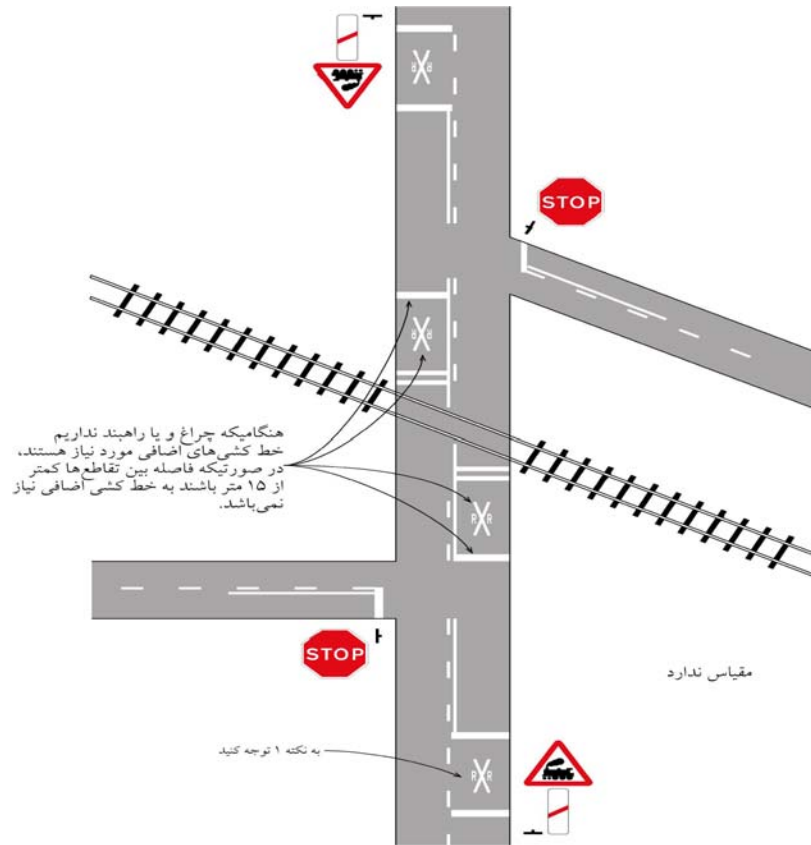 R R
STOP
R R
هنگامیکه چراغ و یا راهبند نداریم
خط کشی‌های اضافی مورد نیاز هستند،
در صورتیکه فاصله بین تقاطع‌ها کمتر
از ۱۵ متر باشند به خط کشی اضافی نیاز
نمی‌باشد.
R R
STOP
مقیاس ندارد
به نکته ۱ توجه کنید
R R